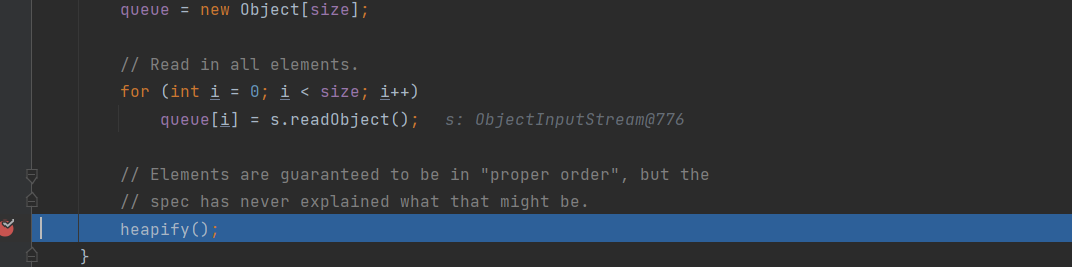 queue = new Object[size];
// Read in all elements.
for (int i = 0; i < size; i++)
queue[i] = s.readObject(); s: ObjectInputStream@776
// Elements are guaranteed to be in "proper order", but the
// spec has never explained what that might be.
heapify();
}